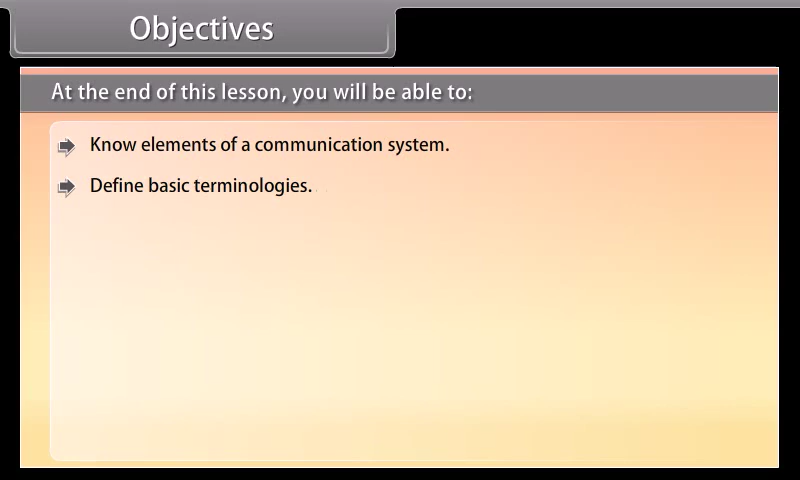 Objectives
At the end of this lesson, you will be able to:
Know elements of a communication system.
Define basic terminologies.